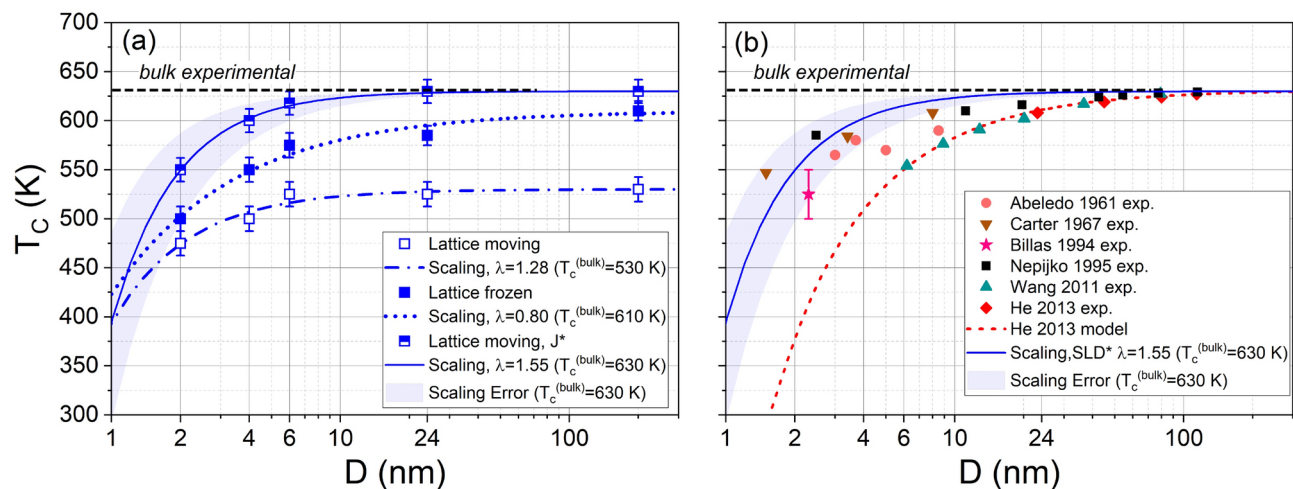 (a)
bulk experimental
700
650
600
550
500
450
400
350
300
T_C (K)
Lattice moving
Scaling, λ=1.28 (T_c^(bulk)=530 K)
Lattice frozen
Scaling, λ=0.80 (T_c^(bulk)=610 K)
Lattice moving, J*
Scaling, λ=1.55 (T_c^(bulk)=630 K)
Scaling Error (T_c^(bulk)=630 K)
1 2 4 6 10 24 100
D (nm)
(b)
bulk experimental
Abeledo 1961 exp.
Carter 1967 exp.
Billas 1994 exp.
Nepijko 1995 exp.
Wang 2011 exp.
He 2013 exp.
He 2013 model
Scaling,SLD* λ=1.55 (T_c^(bulk)=630 K)
Scaling Error (T_c^(bulk)=630 K)
1 2 4 6 10 24 100
D (nm)